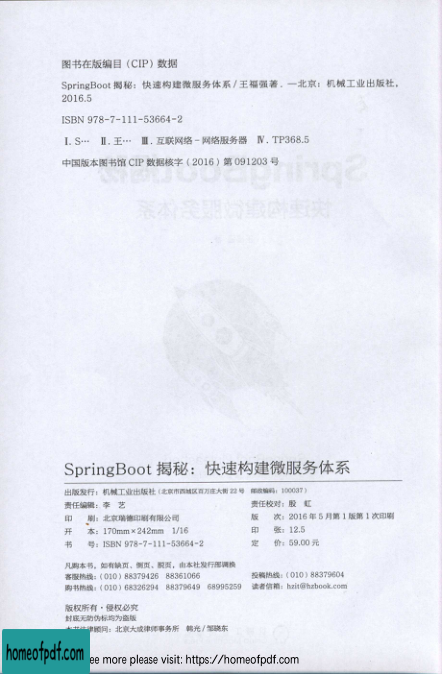 图书在版编目(CIP)数据
SpringBoot 揭秘：快速构建微服务体系 / 王福强著. —北京：机械工业出版社，
2016.5
ISBN 978-7-111-53664-2
I. S… II. 王… III. 互联网络-网络服务器 IV. TP368.5
中国版本图书馆 CIP 数据核字(2016)第 091203 号
SpringBoot 揭秘：快速构建微服务体系
出版发行：机械工业出版社(北京市西城区百万庄大街 22 号 邮政编码：100037)
责任编辑：李 艺 责任校对：殷 虹
印 刷：北京瑞德印刷有限公司 版 次：2016 年 5 月第 1 版第 1 次印刷
开 本：170mm×242mm 1/16 印 张：12.5
书 号：ISBN 978-7-111-53664-2 定 价：59.00 元
凡购本书，如有缺页、倒页、脱页，由本社发行部调换
客服热线：(010) 88379426 88361066 投稿热线：(010) 88379604
购书热线：(010) 68326294 88379649 68995259 读者信箱：hzit@hzbook.com
版权所有·侵权必究
封底无防伪标均为盗版
本书法律顾问：北京大成律师事务所 韩光/邹晓东
homeofpdf.com
ee more please visit: https://homeofpdf.com